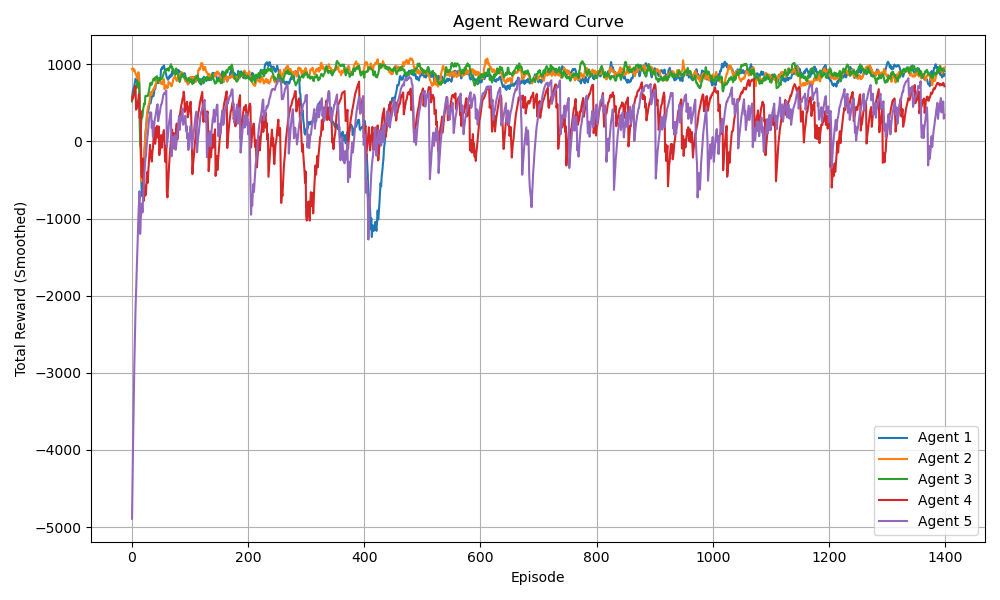 Agent Reward Curve
Total Reward (Smoothed)
1000
0
−1000
−2000
−3000
−4000
−5000
0
200
400
600
800
1000
1200
1400
Episode
Agent 1
Agent 2
Agent 3
Agent 4
Agent 5